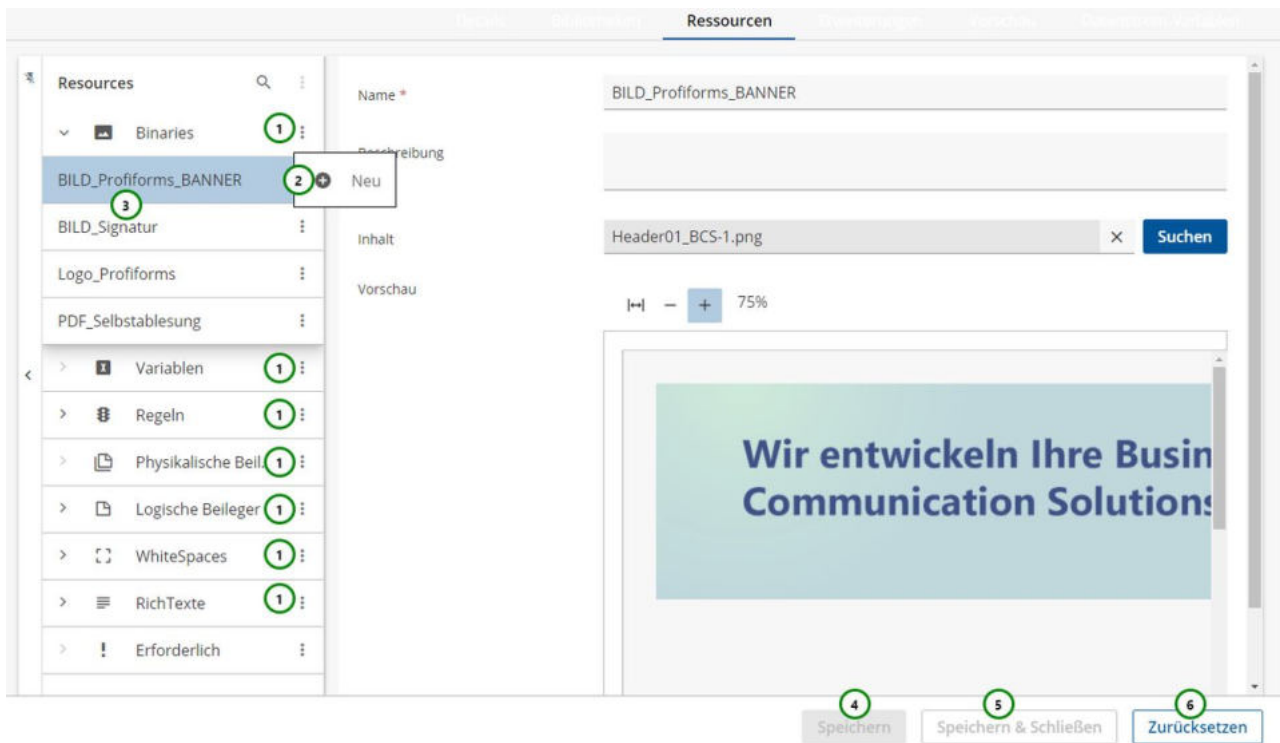 Ressourcen
Resources
Binaries
1
BILD_Profiforms_BANNER
2
Neu
3
BILD_Signatur
Logo_Profiforms
PDF_Selbstablesung
Variablen
1
Regeln
1
Physikalische Beil.
1
Logische Beileger
1
WhiteSpaces
1
RichTexte
1
Erforderlich
Name *
BILD_Profiforms_BANNER
Beschreibung
Inhalt
Header01_BCS-1.png
Suchen
Vorschau
75%
Wir entwickeln Ihre Busin
Communication Solutions
4
5
6
Speichern
Speichern & Schließen
Zurücksetzen